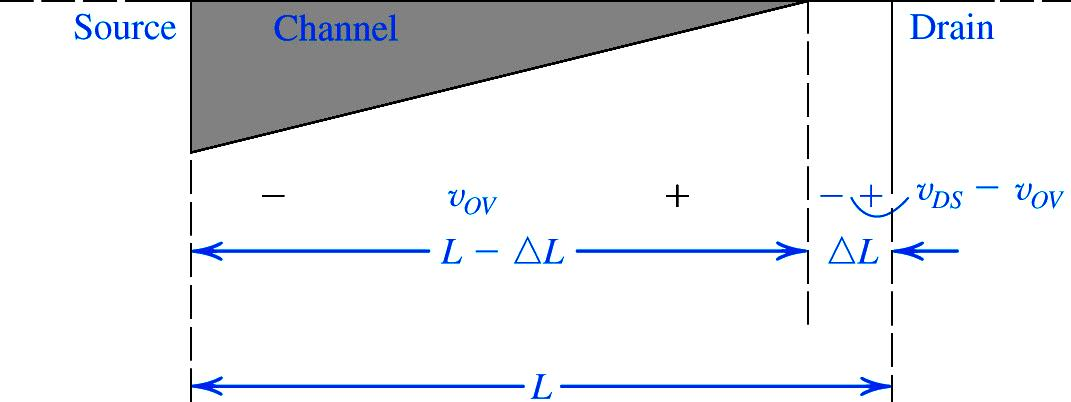 Source Channel Drain
− v_OV + − + v_DS − v_OV
L − △L △L
L